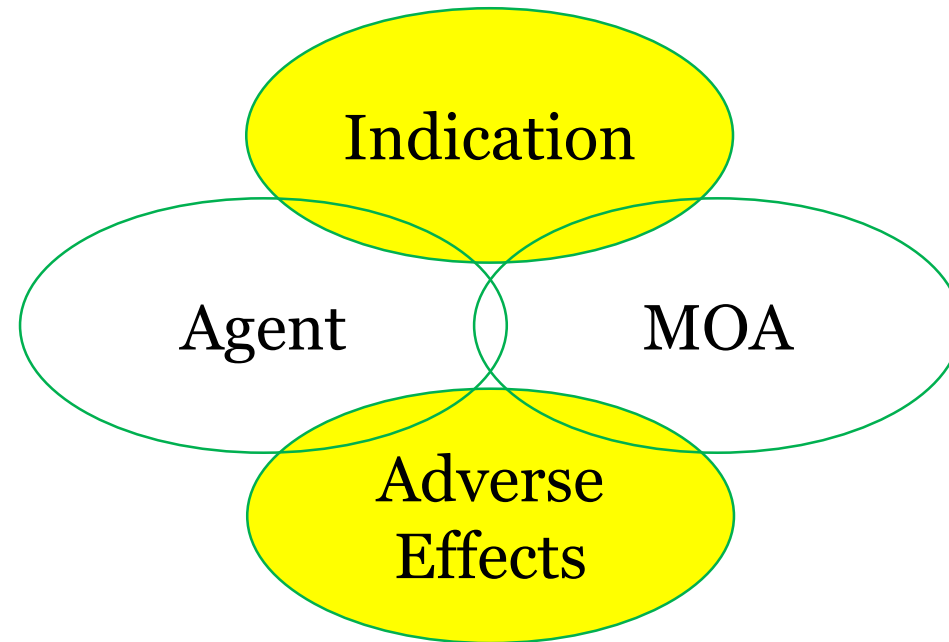 Indication
Agent
MOA
Adverse
Effects